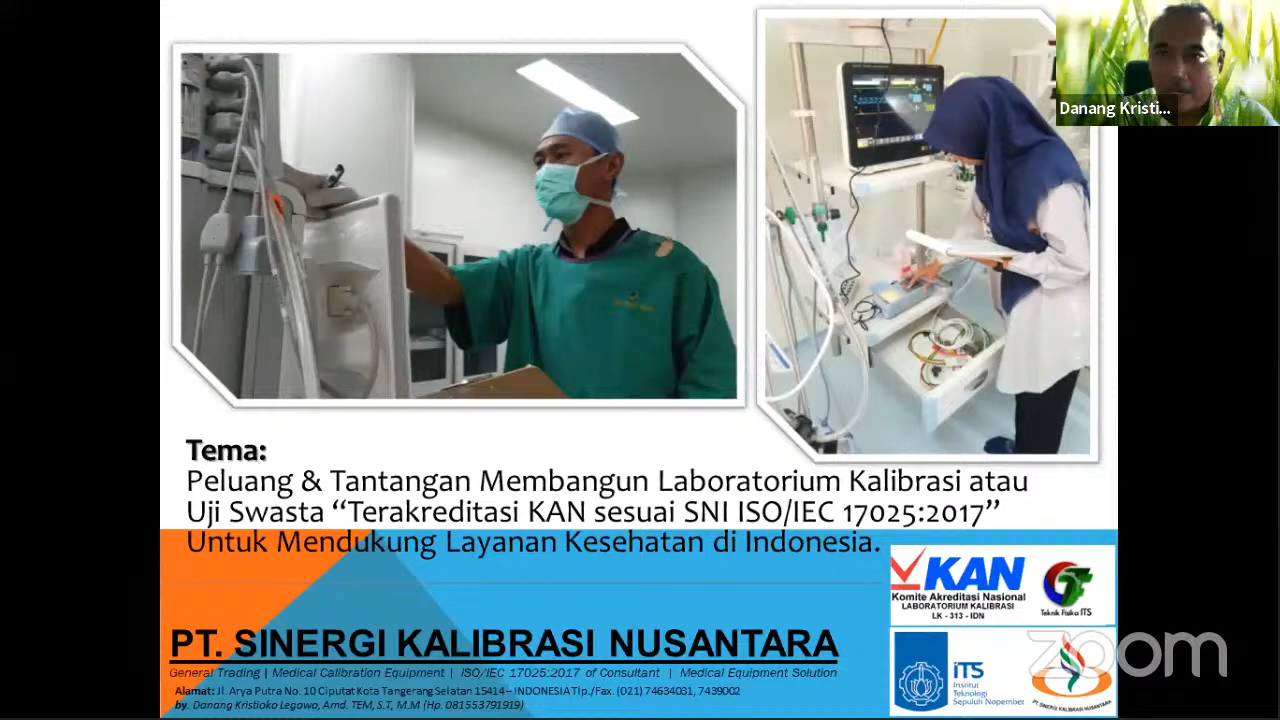 Danang Kristi...
Tema:
Peluang & Tantangan Membangun Laboratorium Kalibrasi atau
Uji Swasta “Terakreditasi KAN sesuai SNI ISO/IEC 17025:2017”
Untuk Mendukung Layanan Kesehatan di Indonesia.
KAN
Komite Akreditasi Nasional
LABORATORIUM KALIBRASI
LK - 313 - IDN
Teknik Fisika ITS
PT. SINERGI KALIBRASI NUSANTARA
General Trading | Medical Calibration Equipment | ISO/IEC 17025:2017 of Consultant | Medical Equipment Solution
Alamat: Jl. Arya Putra No. 10 Ciputat Kota Tangerang Selatan 15414 – INDONESIA Tlp./Fax. (021) 74634031, 7439002
by. Danang Kristioko Legowo, Amd. TEM, S.T, M.M (Hp. 081553791919)
iTS
Institut
Teknologi
Sepuluh Nopember
zoom
PT. SINERGI KALIBRASI NUSANTARA